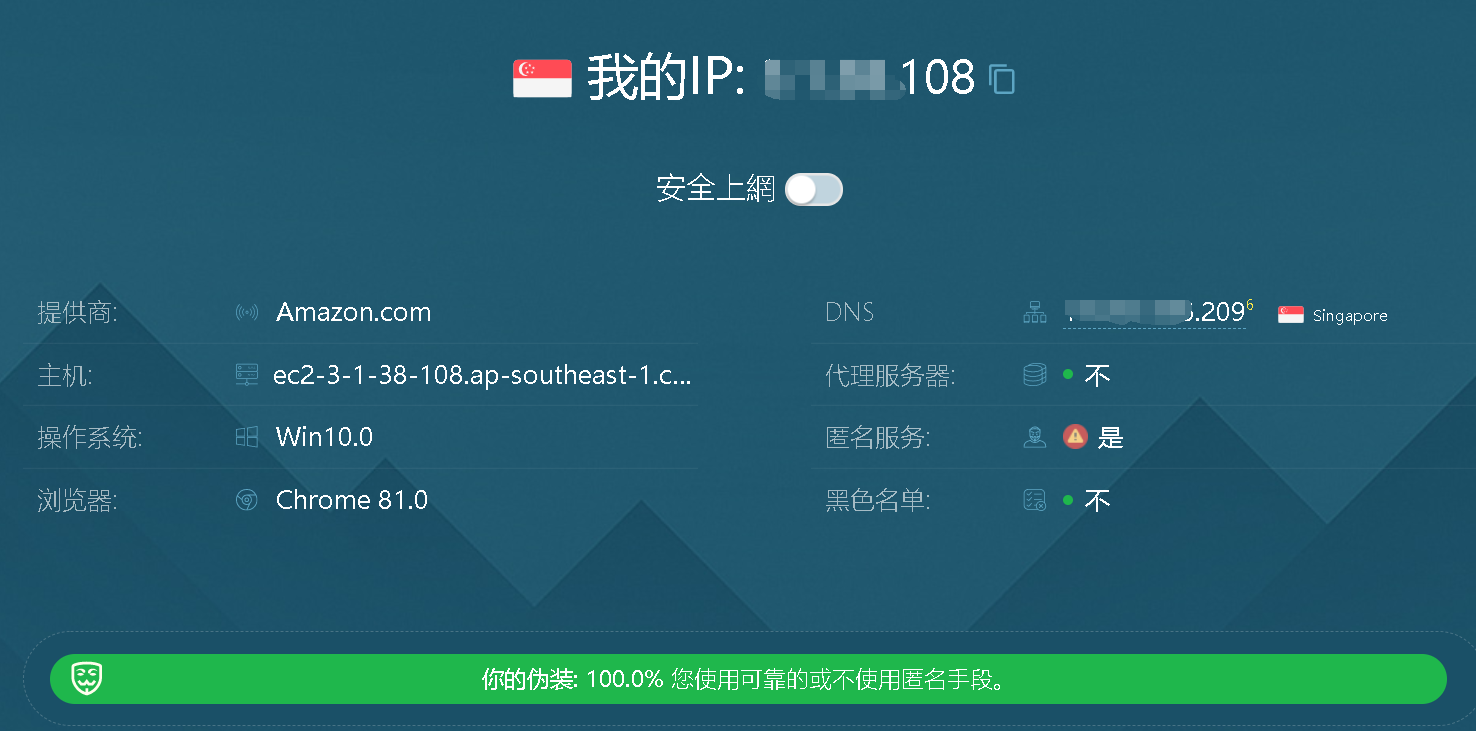 我的IP: .108
安全上網
提供商: Amazon.com
主机: ec2-3-1-38-108.ap-southeast-1.c...
操作系统: Win10.0
浏览器: Chrome 81.0
DNS .209 6 Singapore
代理服务器: 不
匿名服务: 是
黑色名单: 不
你的伪装: 100.0% 您使用可靠的或不使用匿名手段。